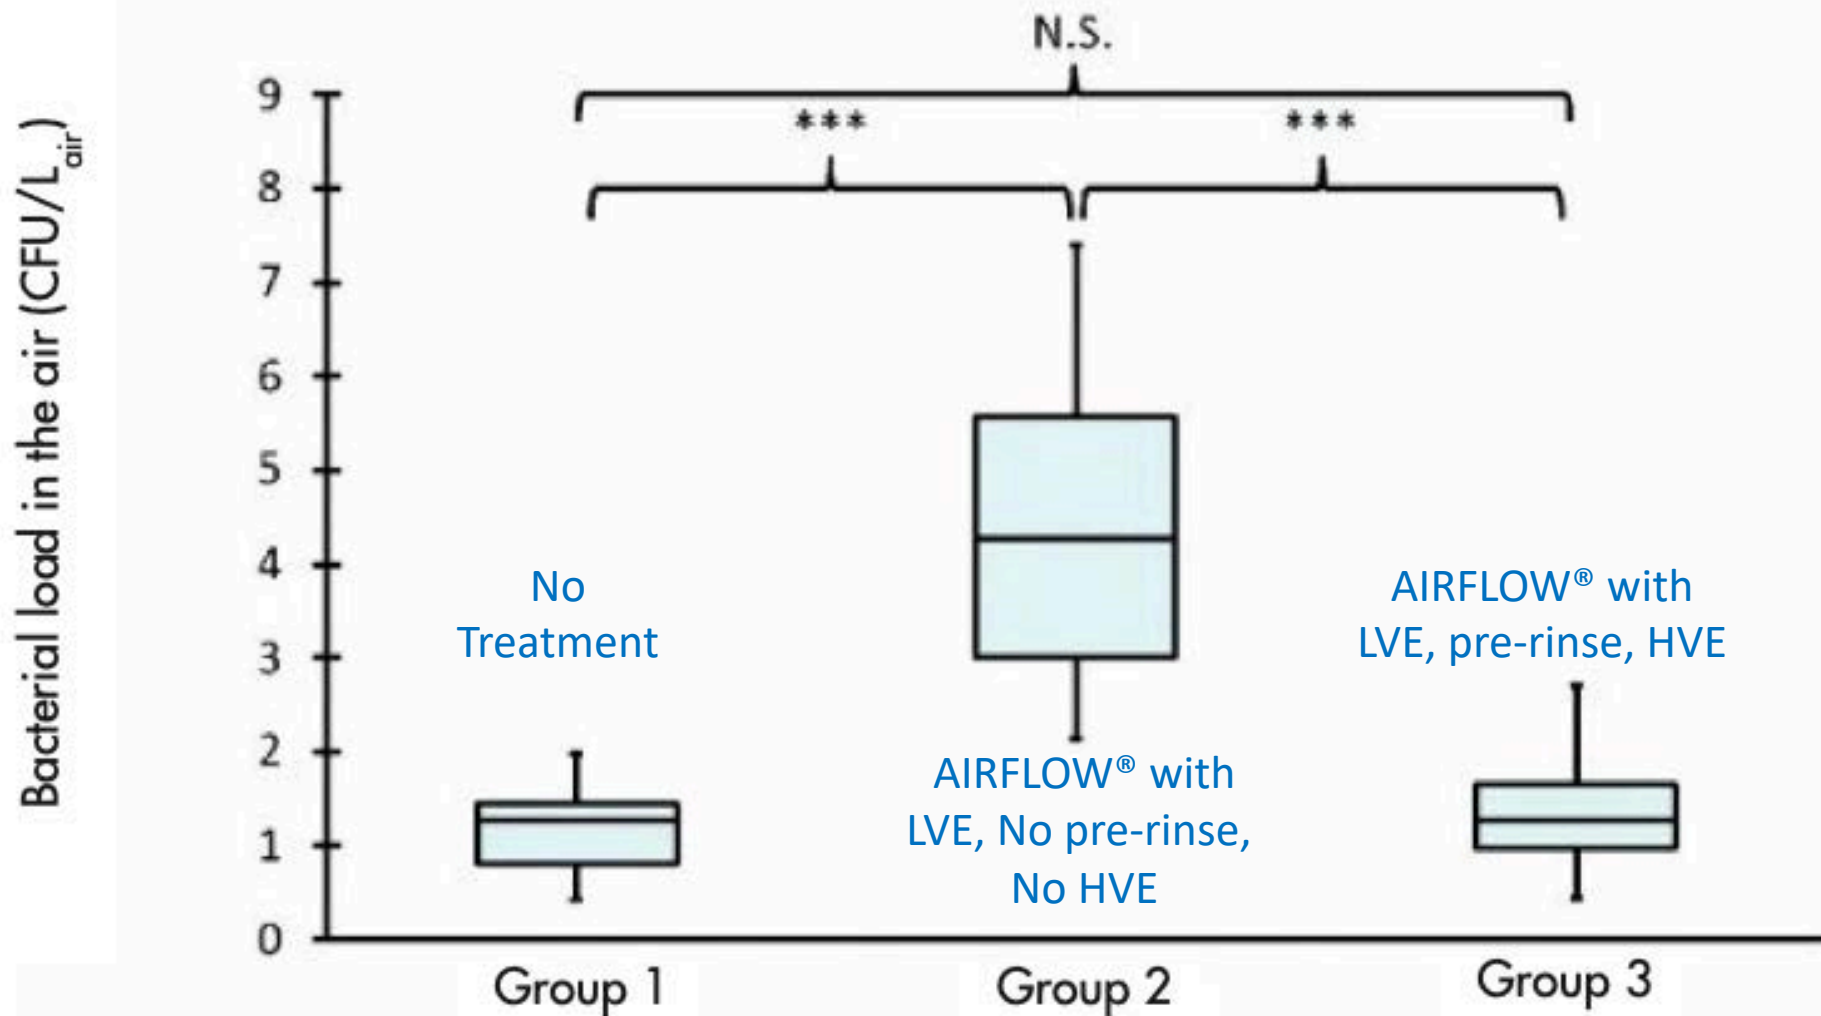 N.S.
***
***
Bacterial load in the air (CFU/Lair)
9
8
7
6
5
4
3
2
1
0
No
Treatment
AIRFLOW® with
LVE, No pre-rinse,
No HVE
AIRFLOW® with
LVE, pre-rinse, HVE
Group 1
Group 2
Group 3